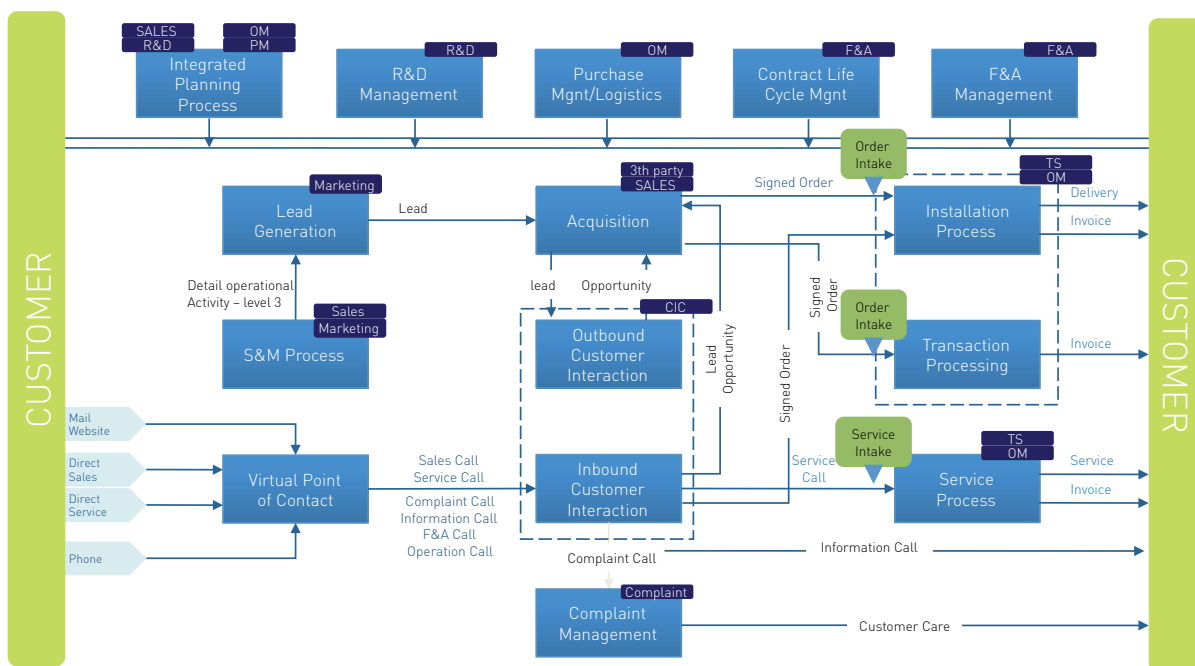 CUSTOMER
SALES
R&D
OM
PM
Integrated
Planning
Process
R&D
R&D
Management
OM
Purchase
Mgnt/Logistics
F&A
Contract Life
Cycle Mgnt
F&A
F&A
Management
Order
Intake
Marketing
Lead
Generation
Lead
3th party
SALES
Acquisition
Signed Order
TS
OM
Installation
Process
Delivery
Invoice
Detail operational
Activity – level 3
lead
Opportunity
Sales
Marketing
S&M Process
CIC
Outbound
Customer
Interaction
Lead
Opportunity
Signed Order
Signed
Order
Order
Intake
Transaction
Processing
Invoice
Mail
Website
Direct
Sales
Direct
Service
Phone
Virtual Point
of Contact
Sales Call
Service Call
Complaint Call
Information Call
F&A Call
Operation Call
Inbound
Customer
Interaction
Service
Call
Service
Intake
TS
OM
Service
Process
Service
Invoice
Complaint Call
Information Call
Complaint
Complaint
Management
Customer Care
CUSTOMER